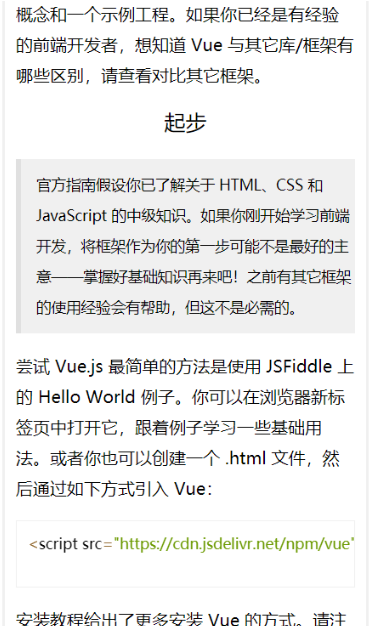 概念和一个示例工程。如果你已经是有经验
的前端开发者，想知道 Vue 与其它库/框架有
哪些区别，请查看对比其它框架。
起步
官方指南假设你已了解关于 HTML、CSS 和
JavaScript 的中级知识。如果你刚开始学习前端
开发，将框架作为你的第一步可能不是最好的主
意——掌握好基础知识再来吧！之前有其它框架
的使用经验会有帮助，但这不是必需的。
尝试 Vue.js 最简单的方法是使用 JSFiddle 上
的 Hello World 例子。你可以在浏览器新标
签页中打开它，跟着例子学习一些基础用
法。或者你也可以创建一个 .html 文件，然
后通过如下方式引入 Vue：
<script src="https://cdn.jsdelivr.net/npm/vue"
安装教程给出了更多安装 Vue 的方式。请注